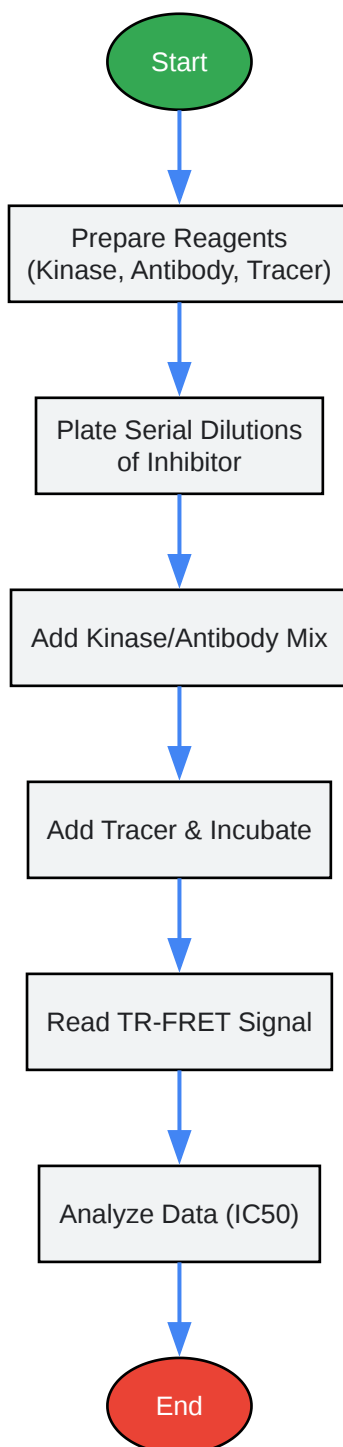 Start
Prepare Reagents
(Kinase, Antibody, Tracer)
Plate Serial Dilutions
of Inhibitor
Add Kinase/Antibody Mix
Add Tracer & Incubate
Read TR-FRET Signal
Analyze Data (IC50)
End